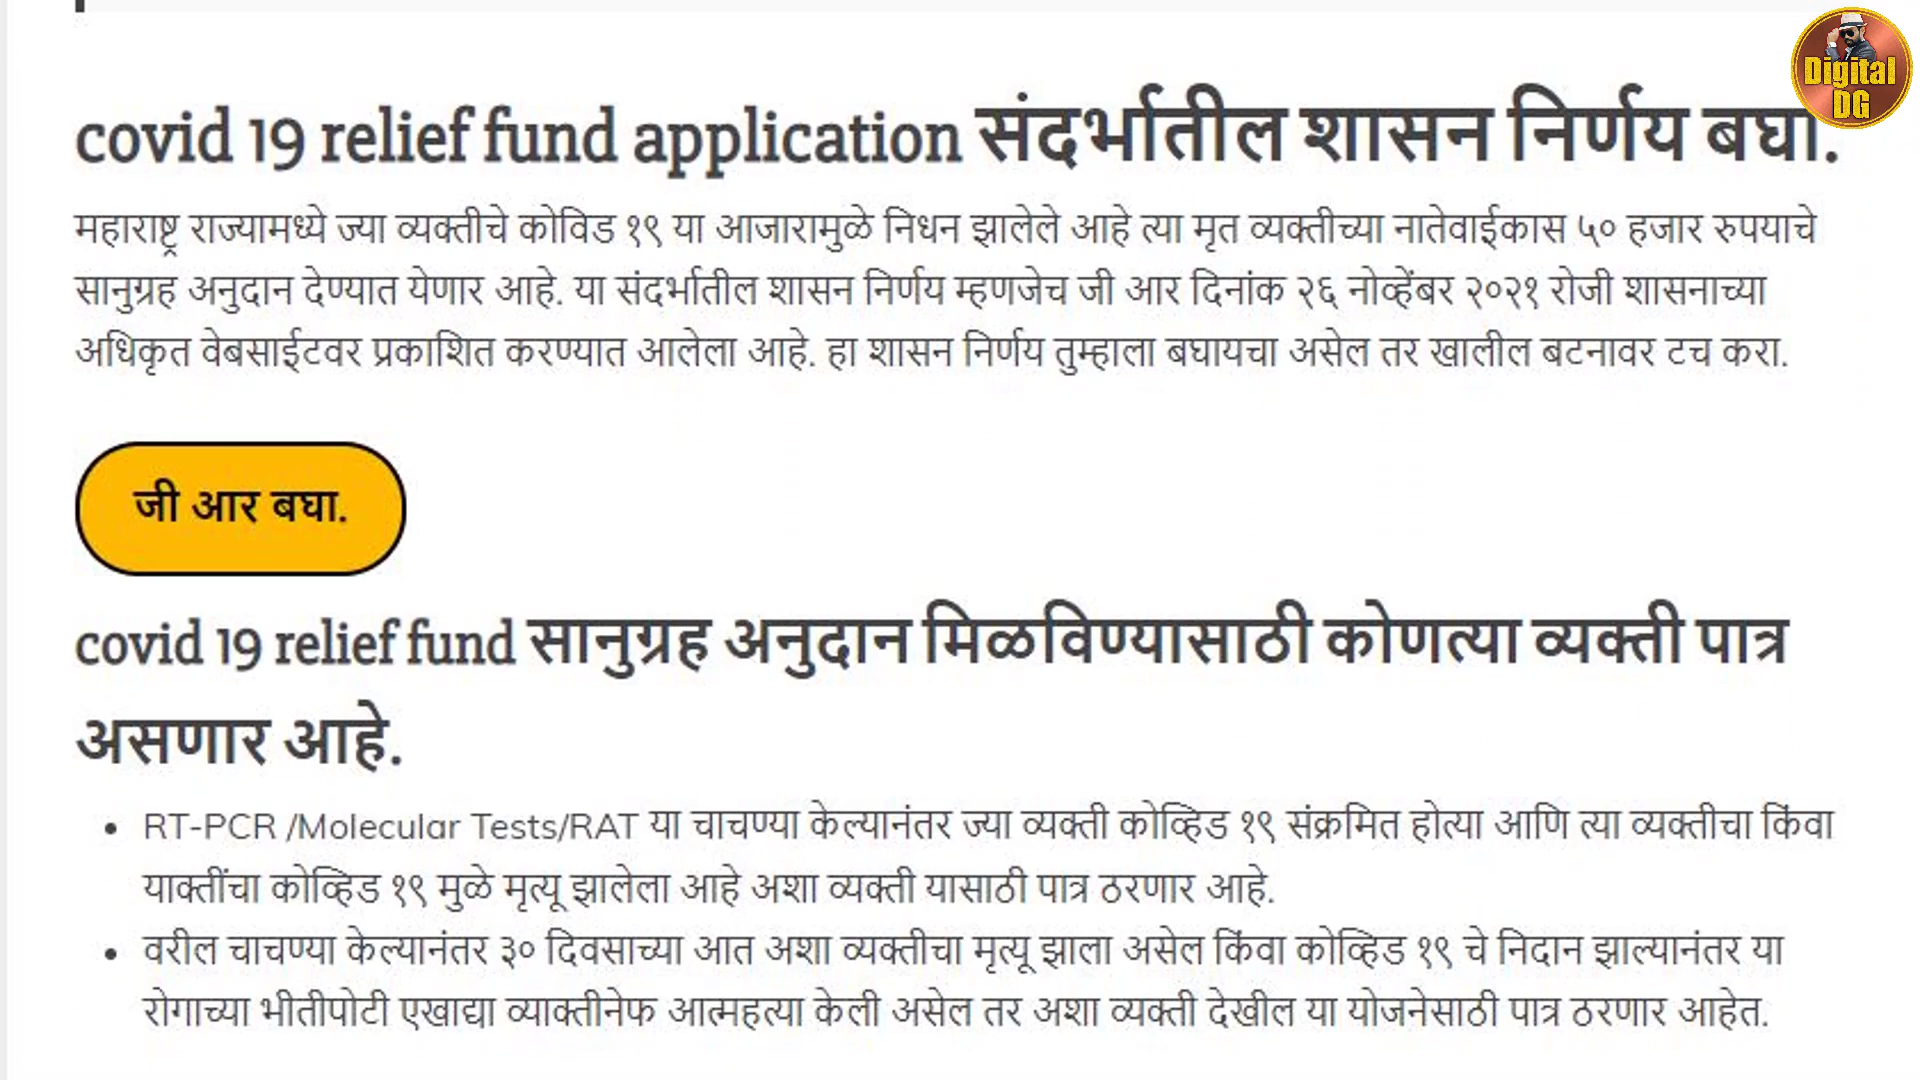 Digital
DG
covid 19 relief fund application संदर्भातील शासन निर्णय बघा.
महाराष्ट्र राज्यामध्ये ज्या व्यक्तीचे कोविड १९ या आजारामुळे निधन झालेले आहे त्या मृत व्यक्तीच्या नातेवाईकास ५० हजार रुपयाचे
सानुग्रह अनुदान देण्यात येणार आहे. या संदर्भातील शासन निर्णय म्हणजेच जी आर दिनांक २६ नोव्हेंबर २०२१ रोजी शासनाच्या
अधिकृत वेबसाईटवर प्रकाशित करण्यात आलेला आहे. हा शासन निर्णय तुम्हाला बघायचा असेल तर खालील बटनावर टच करा.
जी आर बघा.
covid 19 relief fund सानुग्रह अनुदान मिळविण्यासाठी कोणत्या व्यक्ती पात्र
असणार आहे.
• RT-PCR /Molecular Tests/RAT या चाचण्या केल्यानंतर ज्या व्यक्ती कोव्हिड १९ संक्रमित होत्या आणि त्या व्यक्तीचा किंवा
याक्तींचा कोव्हिड १९ मुळे मृत्यू झालेला आहे अशा व्यक्ती यासाठी पात्र ठरणार आहे.
• वरील चाचण्या केल्यानंतर ३० दिवसाच्या आत अशा व्यक्तीचा मृत्यू झाला असेल किंवा कोव्हिड १९ चे निदान झाल्यानंतर या
रोगाच्या भीतीपोटी एखाद्या व्याक्तीनेफ आत्महत्या केली असेल तर अशा व्यक्ती देखील या योजनेसाठी पात्र ठरणार आहेत.